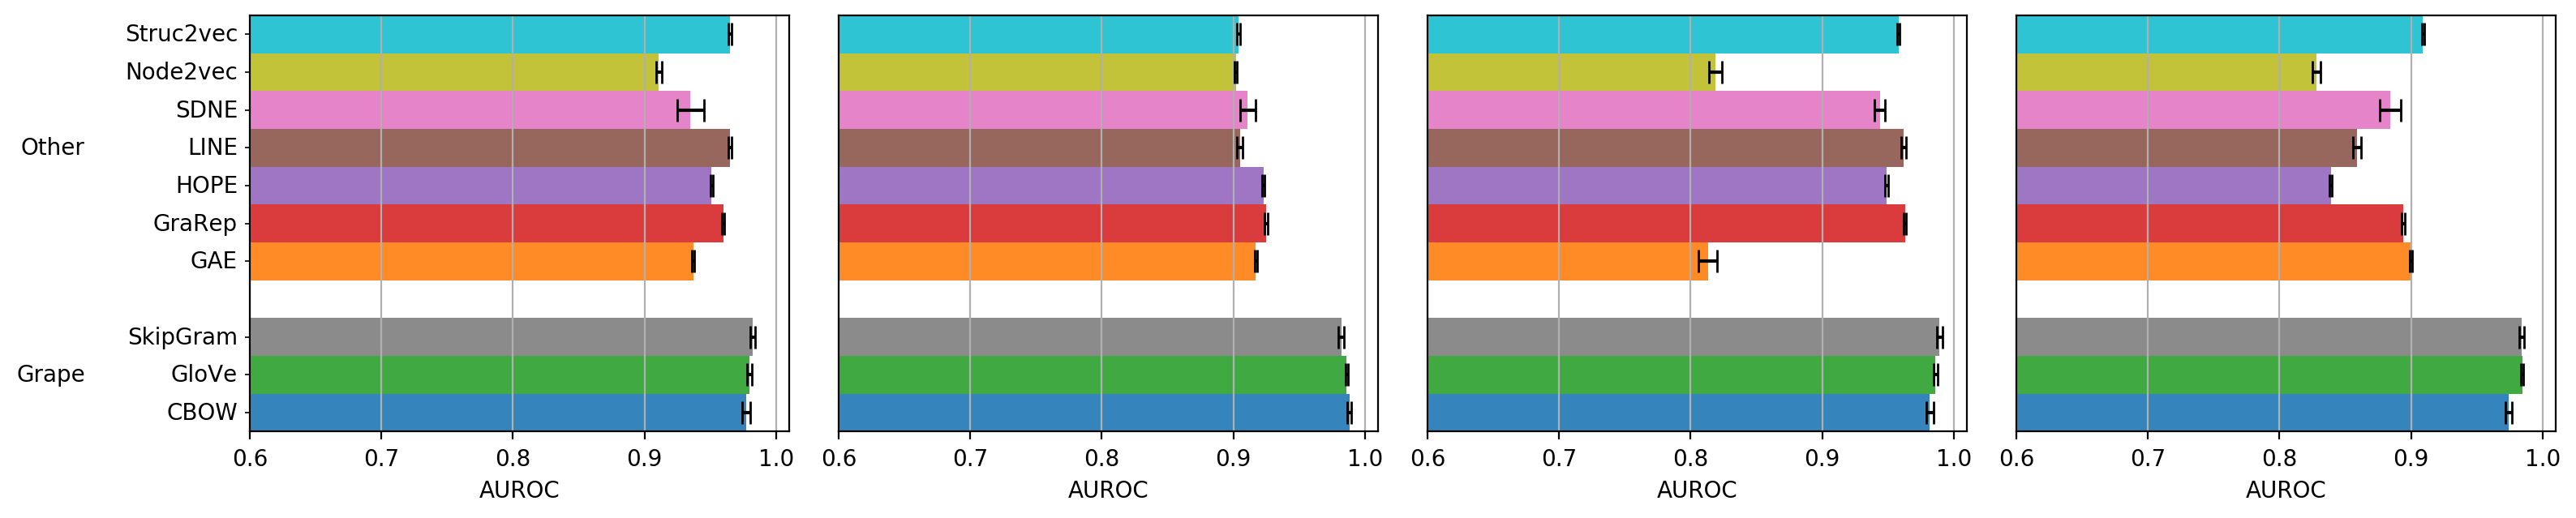 Struc2vec
Node2vec
SDNE
Other LINE
HOPE
GraRep
GAE
SkipGram
Grape GloVe
CBOW
0.6 0.7 0.8 0.9 1.0 0.6 0.7 0.8 0.9 1.0 0.6 0.7 0.8 0.9 1.0 0.6 0.7 0.8 0.9 1.0
AUROC AUROC AUROC AUROC